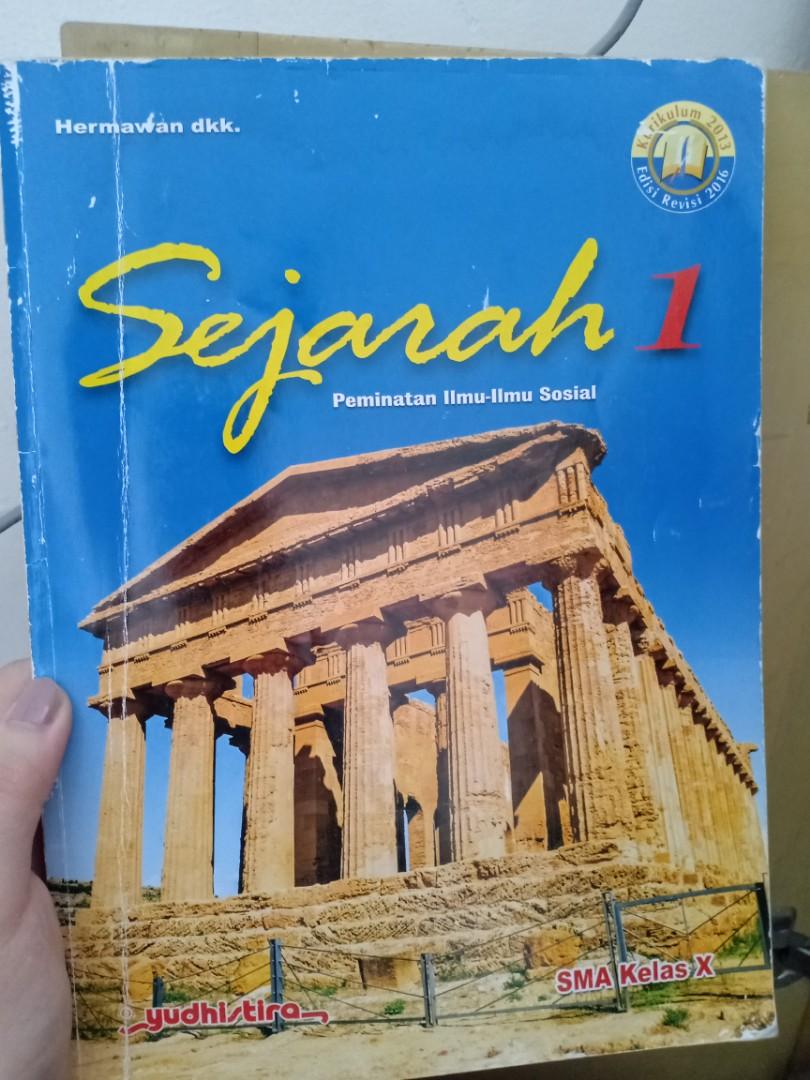 Hermawan dkk.
Kurikulum 2013
Edisi Revisi 2016
Sejarah 1
Peminatan Ilmu-Ilmu Sosial
SMA Kelas X
yudhistira